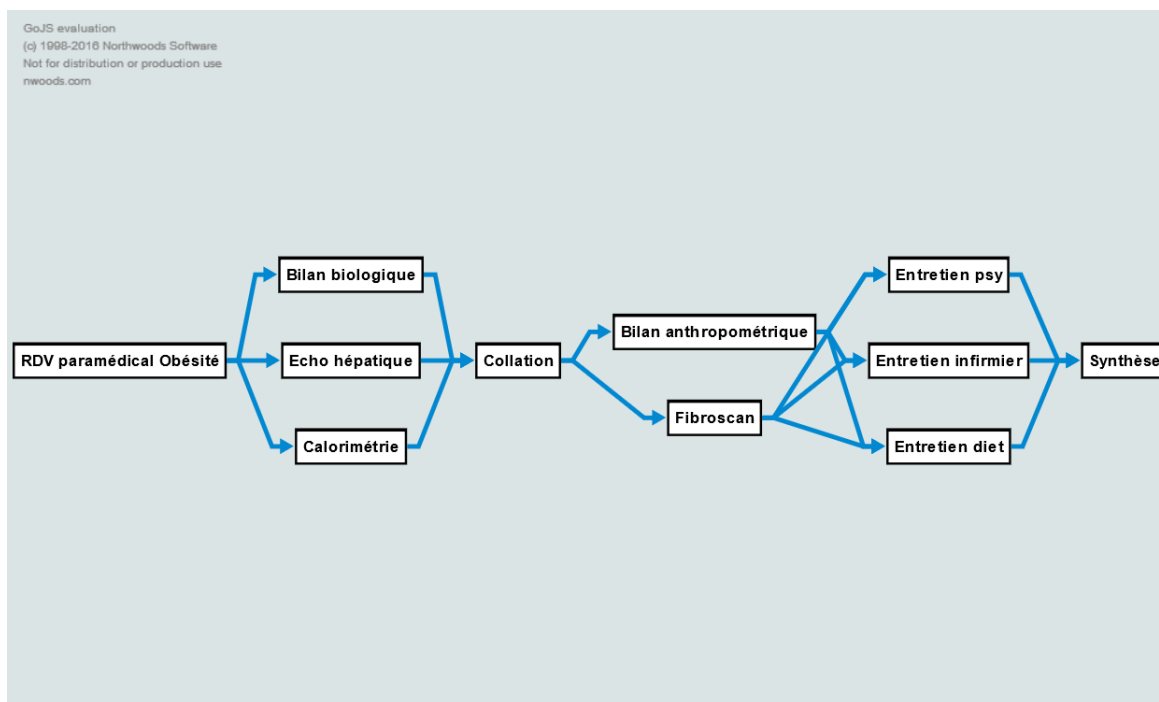 GoJS evaluation
(c) 1998-2016 Northwoods Software
Not for distribution or production use
nwoods.com
RDV paramédical Obésité
Bilan biologique
Echo hépatique
Calorimétrie
Collation
Bilan anthropométrique
Fibroscan
Entretien psy
Entretien infirmier
Entretien diet
Synthèse